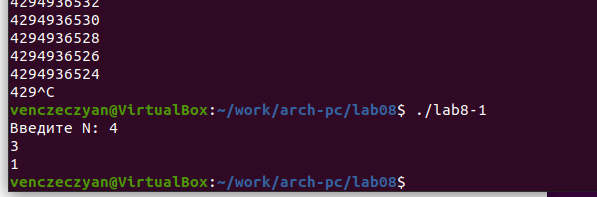 4294936532
4294936530
4294936528
4294936526
4294936524
429^C
venczeczyan@VirtualBox:~/work/arch-pc/lab08$ ./lab8-1
Введите N: 4
3
1
venczeczyan@VirtualBox:~/work/arch-pc/lab08$